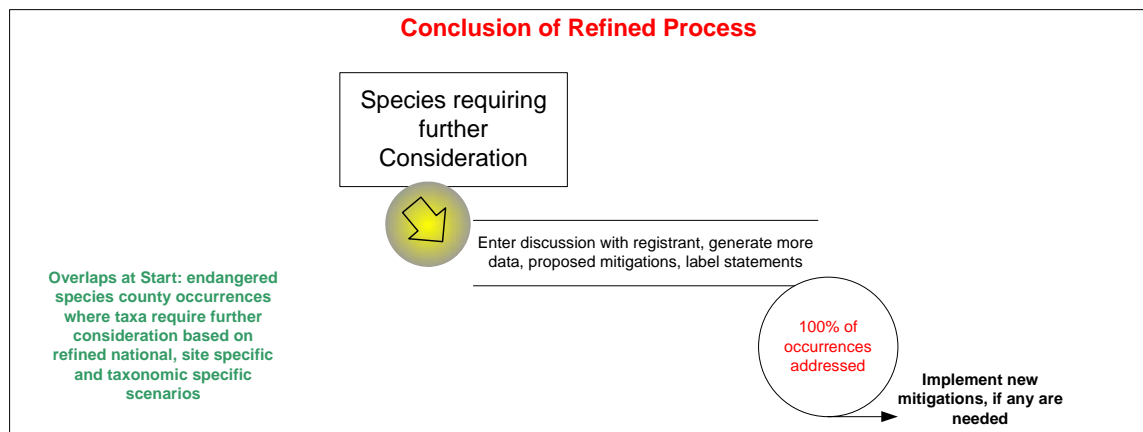 Conclusion of Refined Process
Species requiring
further
Consideration
Enter discussion with registrant, generate more
data, proposed mitigations, label statements
Overlaps at Start: endangered
species county occurrences
where taxa require further
consideration based on
refined national, site specific
and taxonomic specific
scenarios
100% of
occurrences
addressed
Implement new
mitigations, if any are
needed